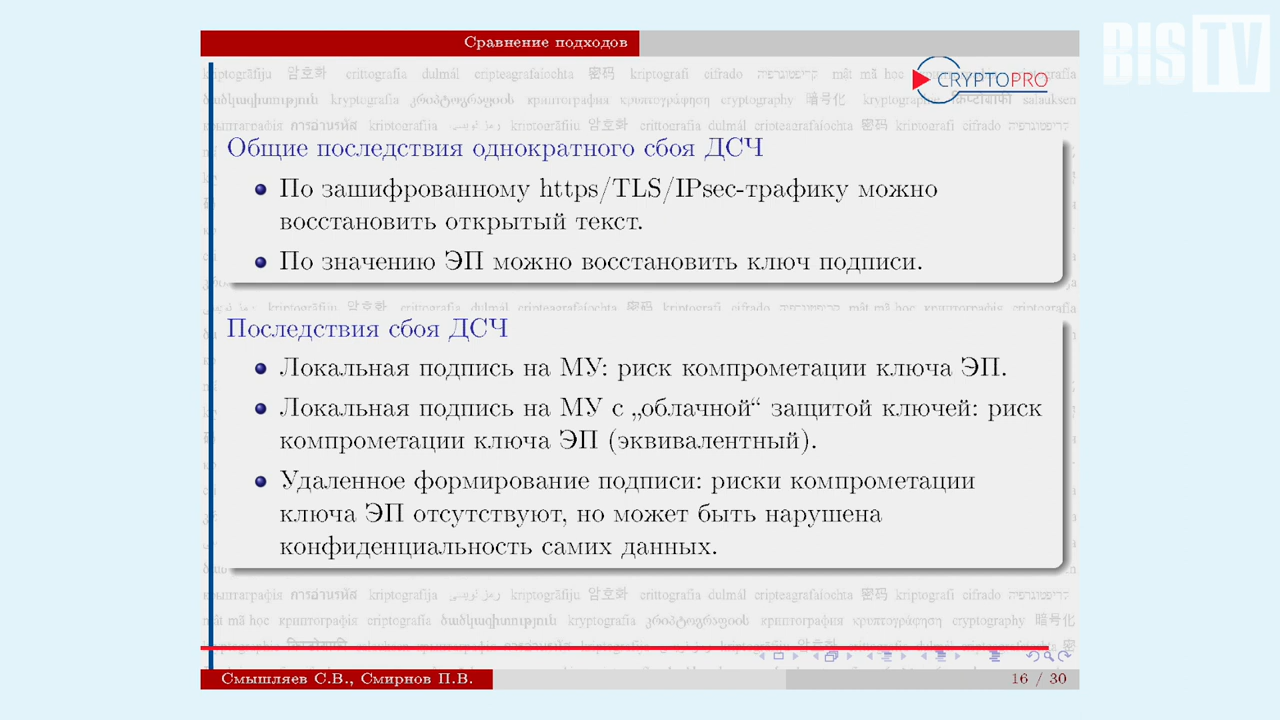 Сравнение подходов
BIS TV
CRYPTOPRO
Общие последствия однократного сбоя ДСЧ
По зашифрованному https/TLS/IPsec-трафику можно
восстановить открытый текст.
По значению ЭП можно восстановить ключ подписи.
Последствия сбоя ДСЧ
Локальная подпись на МУ: риск компрометации ключа ЭП.
Локальная подпись на МУ с „облачной“ защитой ключей: риск
компрометации ключа ЭП (эквивалентный).
Удаленное формирование подписи: риски компрометации
ключа ЭП отсутствуют, но может быть нарушена
конфиденциальность самих данных.
Смышляев С.В., Смирнов П.В.
16 / 30